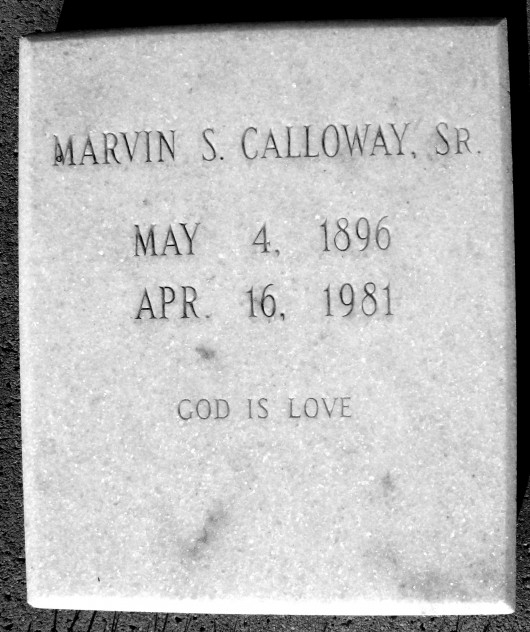 MARVIN S. CALLOWAY, SR.
MAY 4, 1896
APR. 16, 1981
GOD IS LOVE